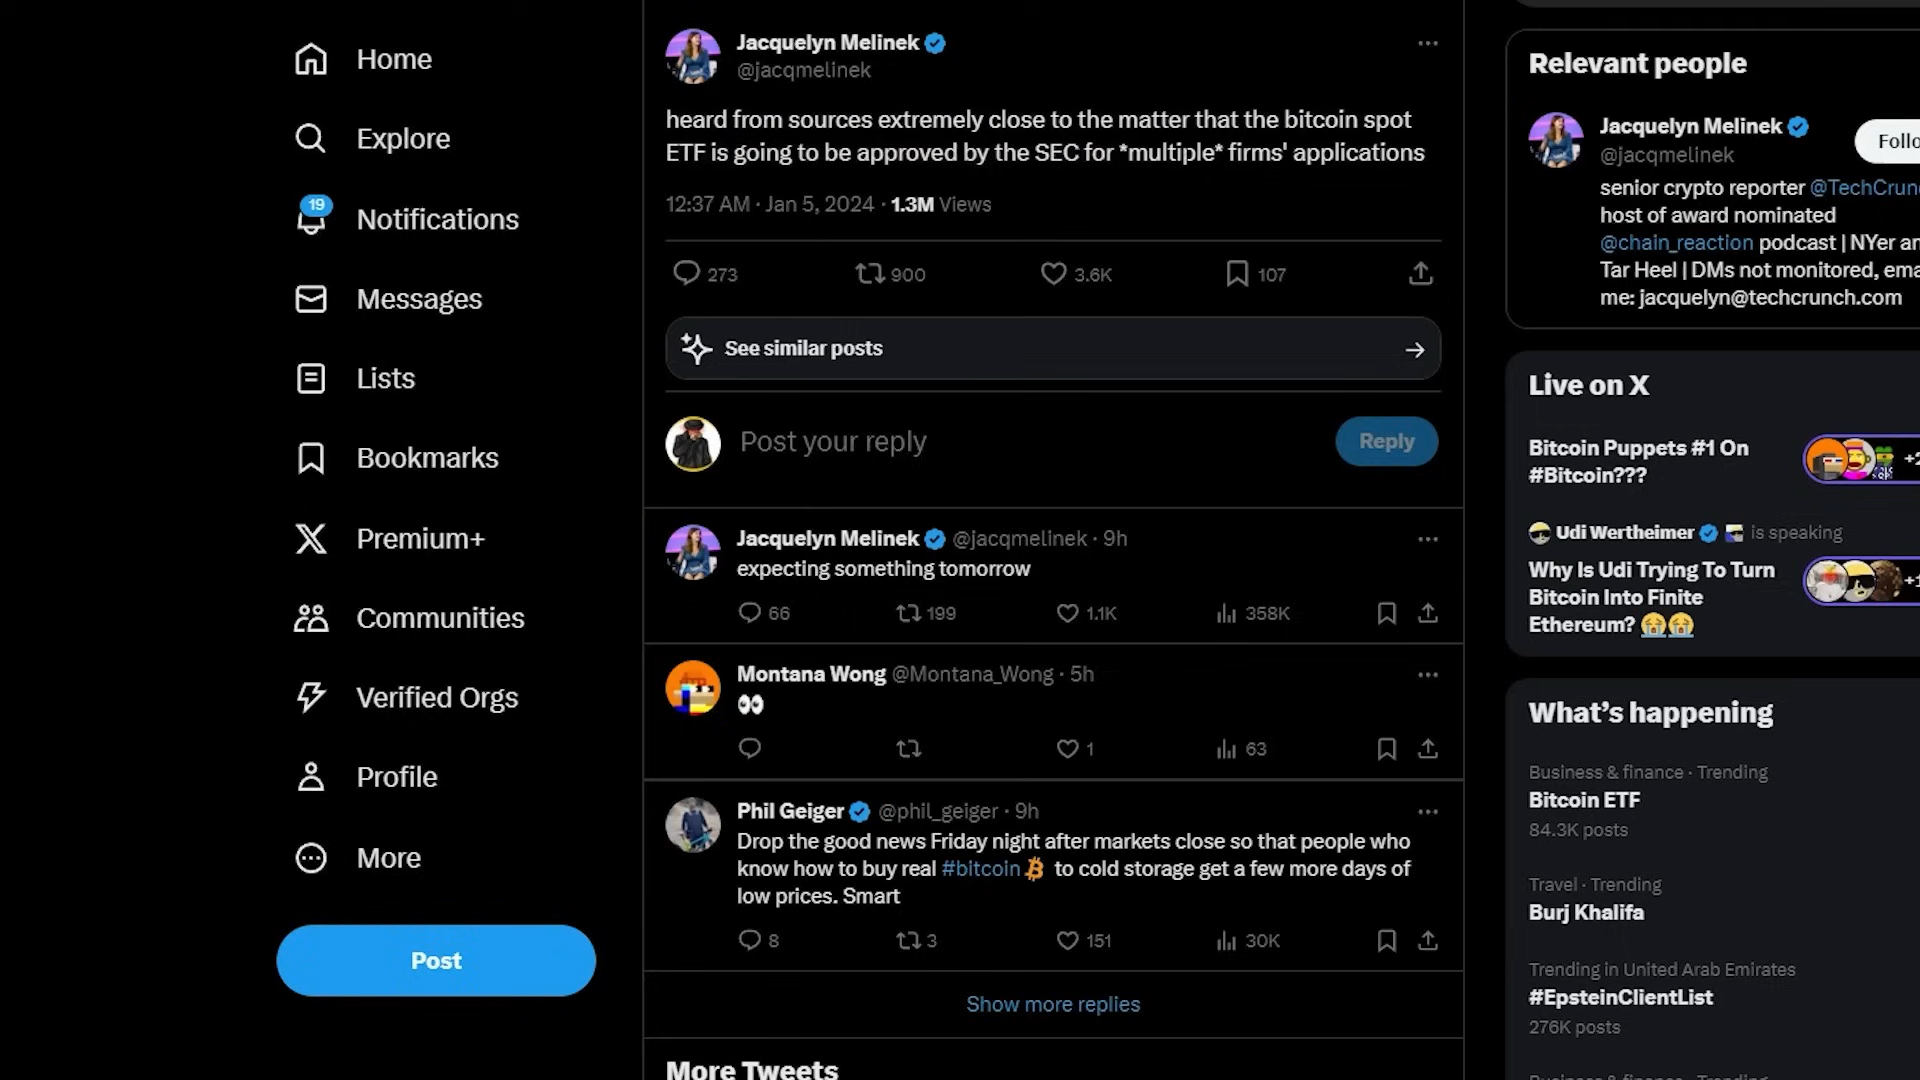 Home
Explore
19
Notifications
Messages
Lists
Bookmarks
Premium+
Communities
Verified Orgs
Profile
More
Post
Jacquelyn Melinek
@jacqmelinek
heard from sources extremely close to the matter that the bitcoin spot
ETF is going to be approved by the SEC for *multiple* firms' applications
12:37 AM · Jan 5, 2024 · 1.3M Views
273 900 3.6K 107
See similar posts
Post your reply
Reply
Jacquelyn Melinek @jacqmelinek · 9h
expecting something tomorrow
66 199 1.1K 358K
Montana Wong @Montana_Wong · 5h
👀
1 63
Phil Geiger @phil_geiger · 9h
Drop the good news Friday night after markets close so that people who
know how to buy real #bitcoin to cold storage get a few more days of
low prices. Smart
8 3 151 30K
Show more replies
More Tweets
Relevant people
Jacquelyn Melinek
@jacqmelinek
Follo
senior crypto reporter @TechCrun
host of award nominated
@chain_reaction podcast | NYer an
Tar Heel | DMs not monitored, ema
me: jacquelyn@techcrunch.com
Live on X
Bitcoin Puppets #1 On
#Bitcoin???
+2
Udi Wertheimer is speaking
Why Is Udi Trying To Turn
Bitcoin Into Finite
Ethereum? 😭😭
+1
What's happening
Business & finance · Trending
Bitcoin ETF
84.3K posts
Travel · Trending
Burj Khalifa
Trending in United Arab Emirates
#EpsteinClientList
276K posts
Business & finance · Trending